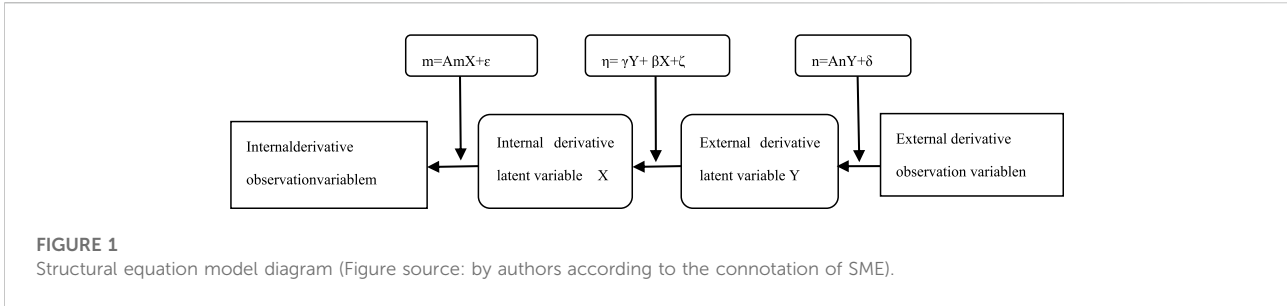 m=AmX+ε
η= γY+ βX+ζ
n=AnY+δ
Internalderivative
observationvariablem
Internal derivative
latent variable X
External derivative
latent variable Y
External derivative
observation variablen
FIGURE 1
Structural equation model diagram (Figure source: by authors according to the connotation of SME).